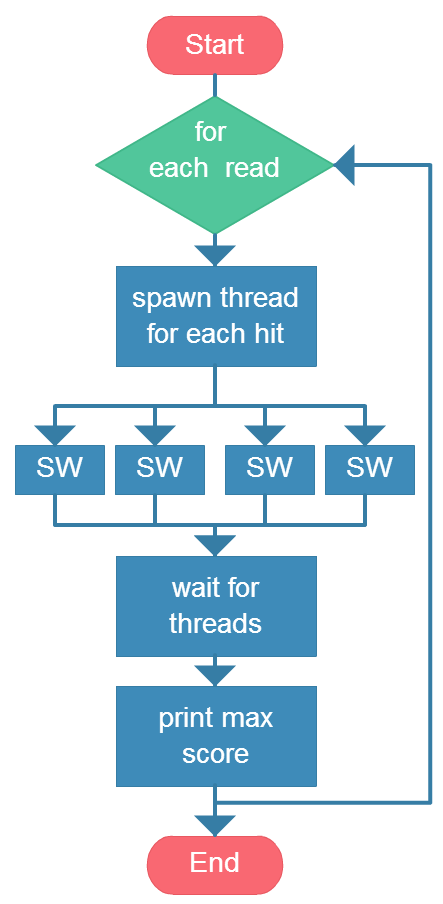 Start
for
each read
spawn thread
for each hit
SW SW SW SW
wait for
threads
print max
score
End